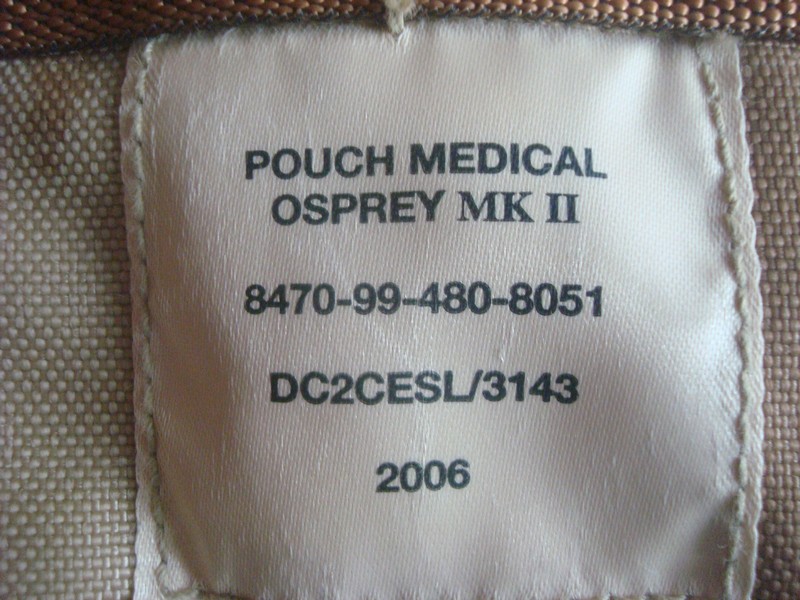 POUCH MEDICAL
OSPREY MK II
8470-99-480-8051
DC2CESL/3143
2006